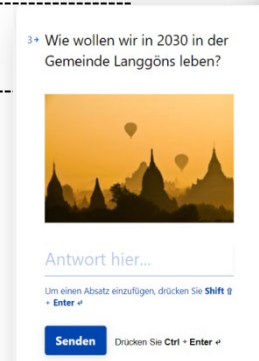 3→ Wie wollen wir in 2030 in der
Gemeinde Langgöns leben?
Antwort hier...
Um einen Absatz einzufügen, drücken Sie Shift ⇧
+ Enter ↵
Senden Drücken Sie Ctrl + Enter ↵